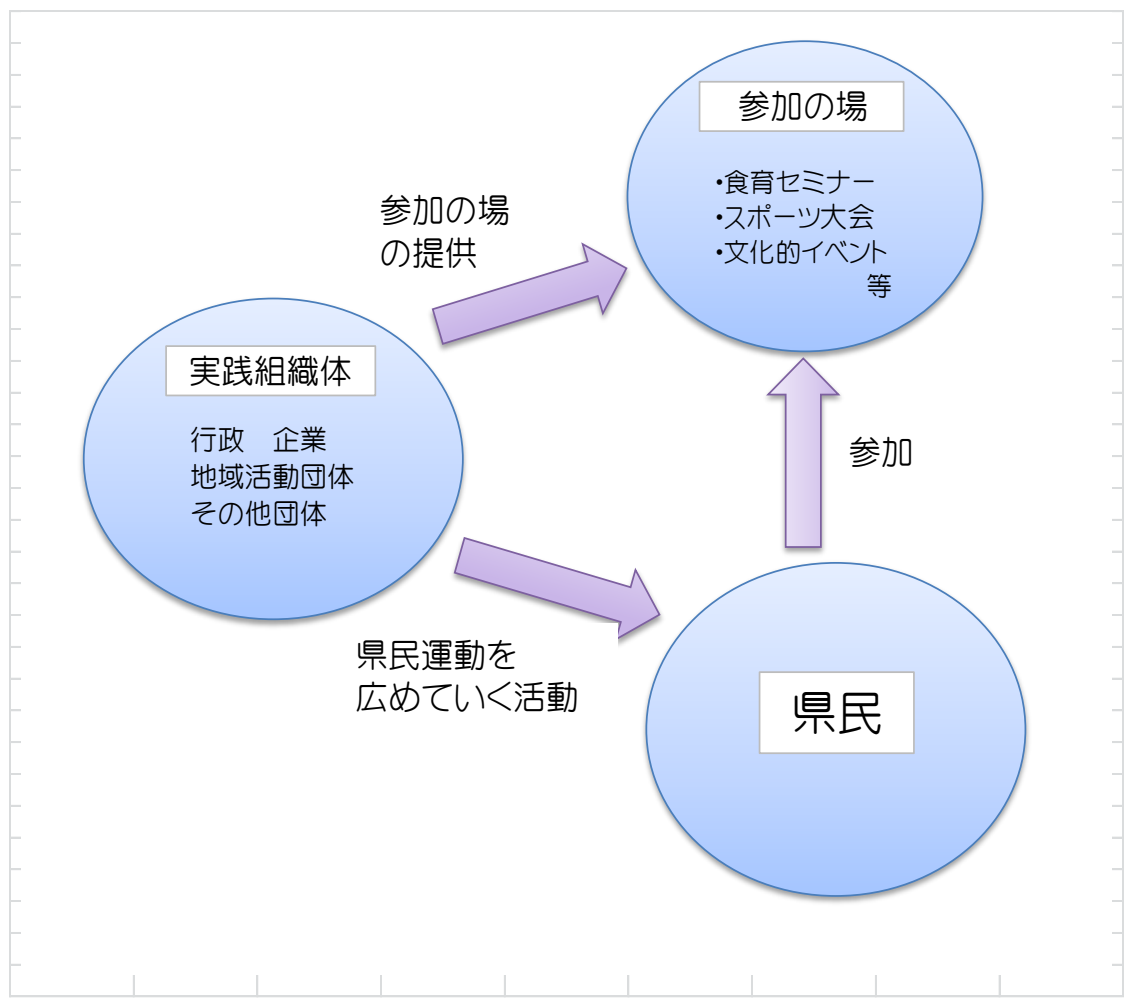 参加の場
・食育セミナー
・スポーツ大会
・文化的イベント
等
参加の場
の提供
実践組織体
行政　企業
地域活動団体
その他団体
参加
県民運動を
広めていく活動
県民